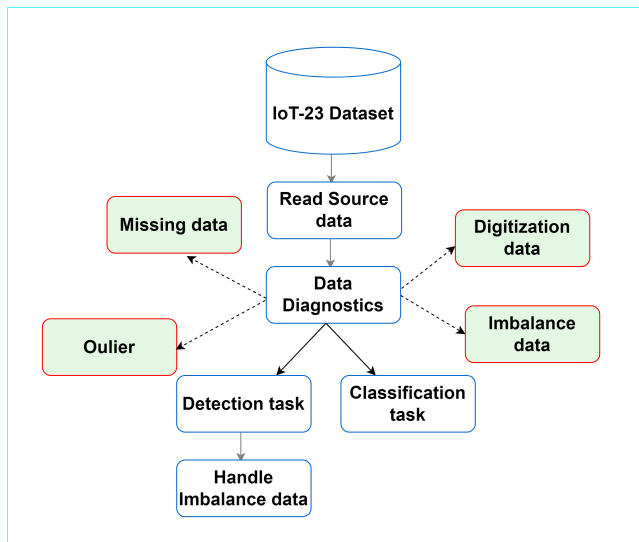 IoT-23 Dataset
Read Source
data
Missing data
Digitization
data
Data
Diagnostics
Imbalance
data
Oulier
Detection task
Classification
task
Handle
Imbalance data